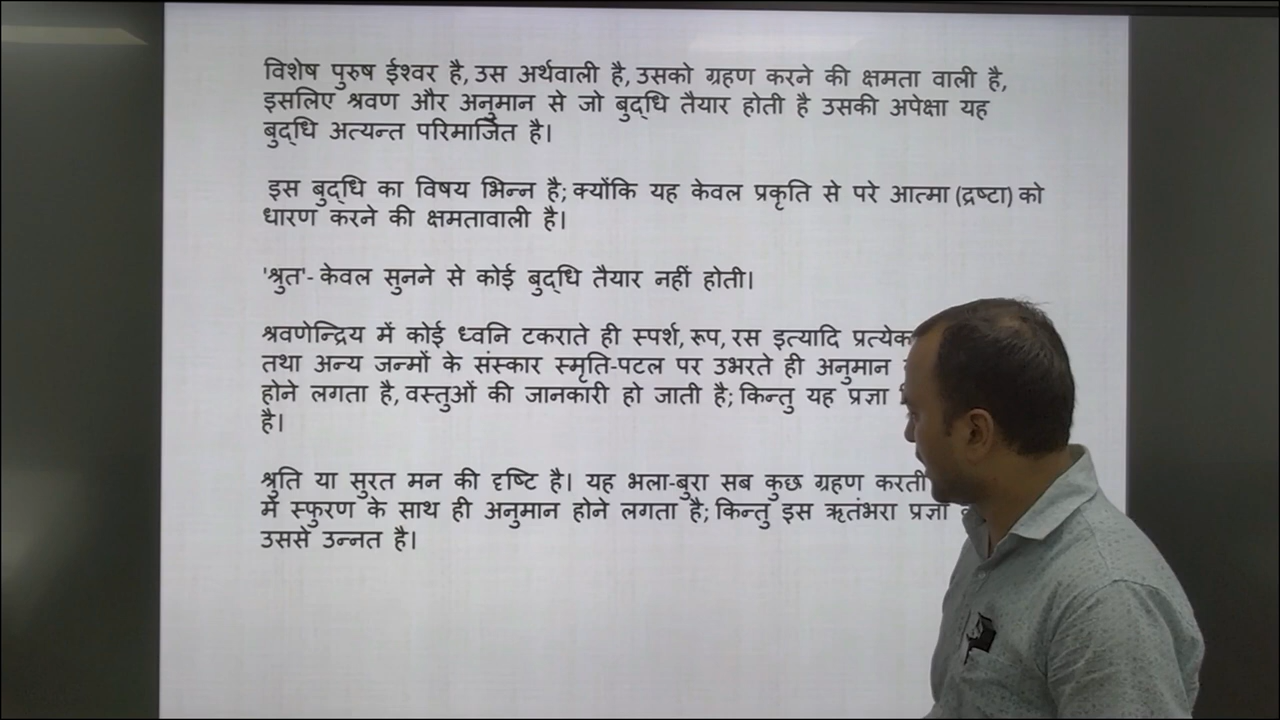 विशेष पुरुष ईश्वर है, उस अर्थवाली है, उसको ग्रहण करने की क्षमता वाली है,
इसलिए श्रवण और अनुमान से जो बुद्धि तैयार होती है उसकी अपेक्षा यह
बुद्धि अत्यन्त परिमार्जित है।
इस बुद्धि का विषय भिन्न है; क्योंकि यह केवल प्रकृति से परे आत्मा (द्रष्टा) को
धारण करने की क्षमतावाली है।
'श्रुत'- केवल सुनने से कोई बुद्धि तैयार नहीं होती।
श्रवणेन्द्रिय में कोई ध्वनि टकराते ही स्पर्श, रूप, रस इत्यादि प्रत्येक
तथा अन्य जन्मों के संस्कार स्मृति-पटल पर उभरते ही अनुमान
होने लगता है, वस्तुओं की जानकारी हो जाती है; किन्तु यह प्रज्ञा
है।
श्रुति या सुरत मन की दृष्टि है। यह भला-बुरा सब कुछ ग्रहण करती
में स्फुरण के साथ ही अनुमान होने लगता है; किन्तु इस ऋतंभरा प्रज्ञा
उससे उन्नत है।